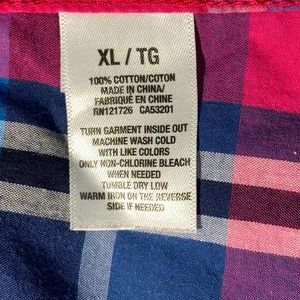 XL / TG
100% COTTON/COTON
MADE IN CHINA/
FABRIQUÉ EN CHINE
RN121726 CA53201
TURN GARMENT INSIDE OUT
MACHINE WASH COLD
WITH LIKE COLORS
ONLY NON-CHLORINE BLEACH
WHEN NEEDED
TUMBLE DRY LOW
WARM IRON ON THE REVERSE
SIDE IF NEEDED